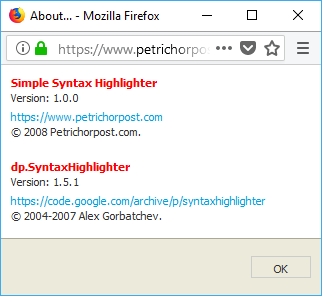 About... - Mozilla Firefox
https://www.petrichorpos
Simple Syntax Highlighter
Version: 1.0.0
https://www.petrichorpost.com
© 2008 Petrichorpost.com.
dp.SyntaxHighlighter
Version: 1.5.1
https://code.google.com/archive/p/syntaxhighlighter
© 2004-2007 Alex Gorbatchev.
OK